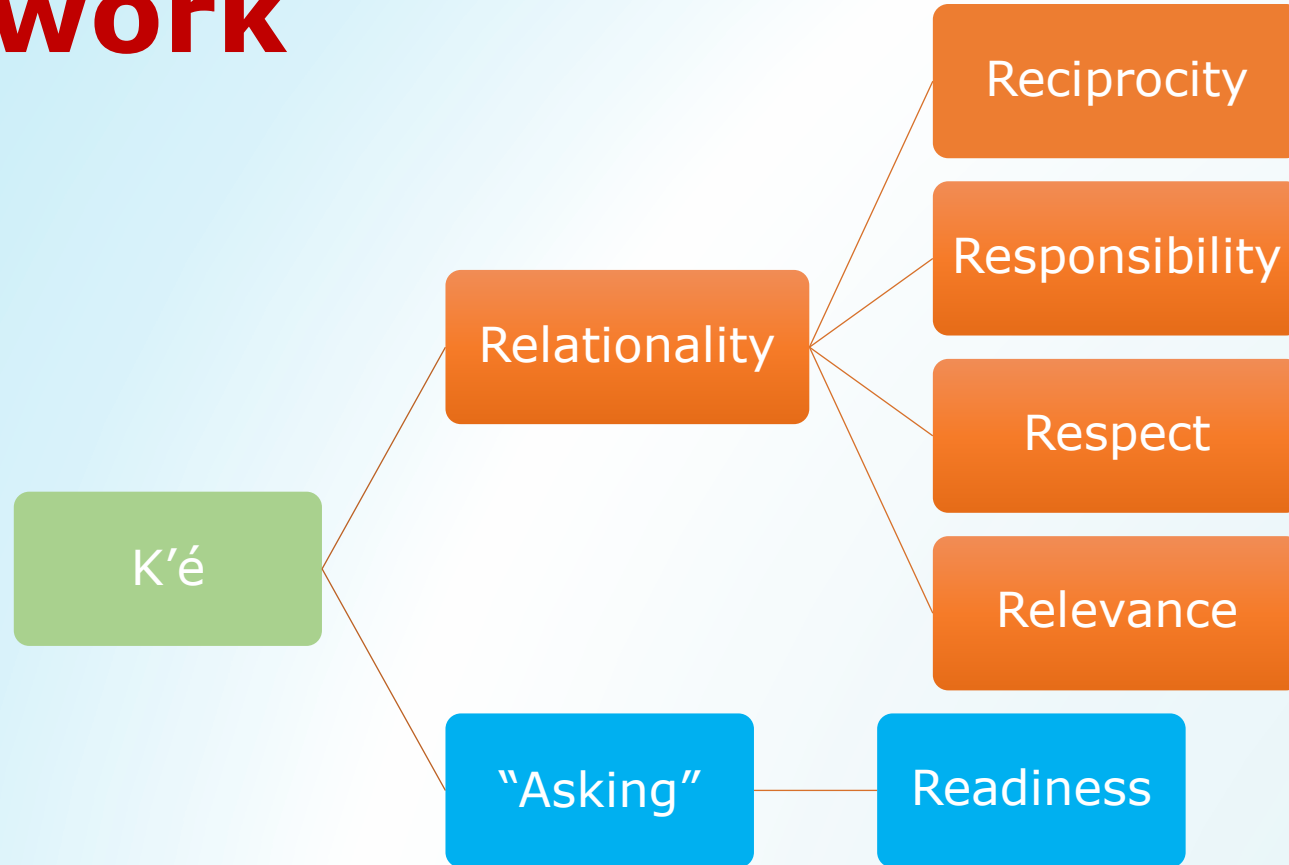 work
Reciprocity
Responsibility
Relationality
Respect
K’é
Relevance
“Asking”
Readiness